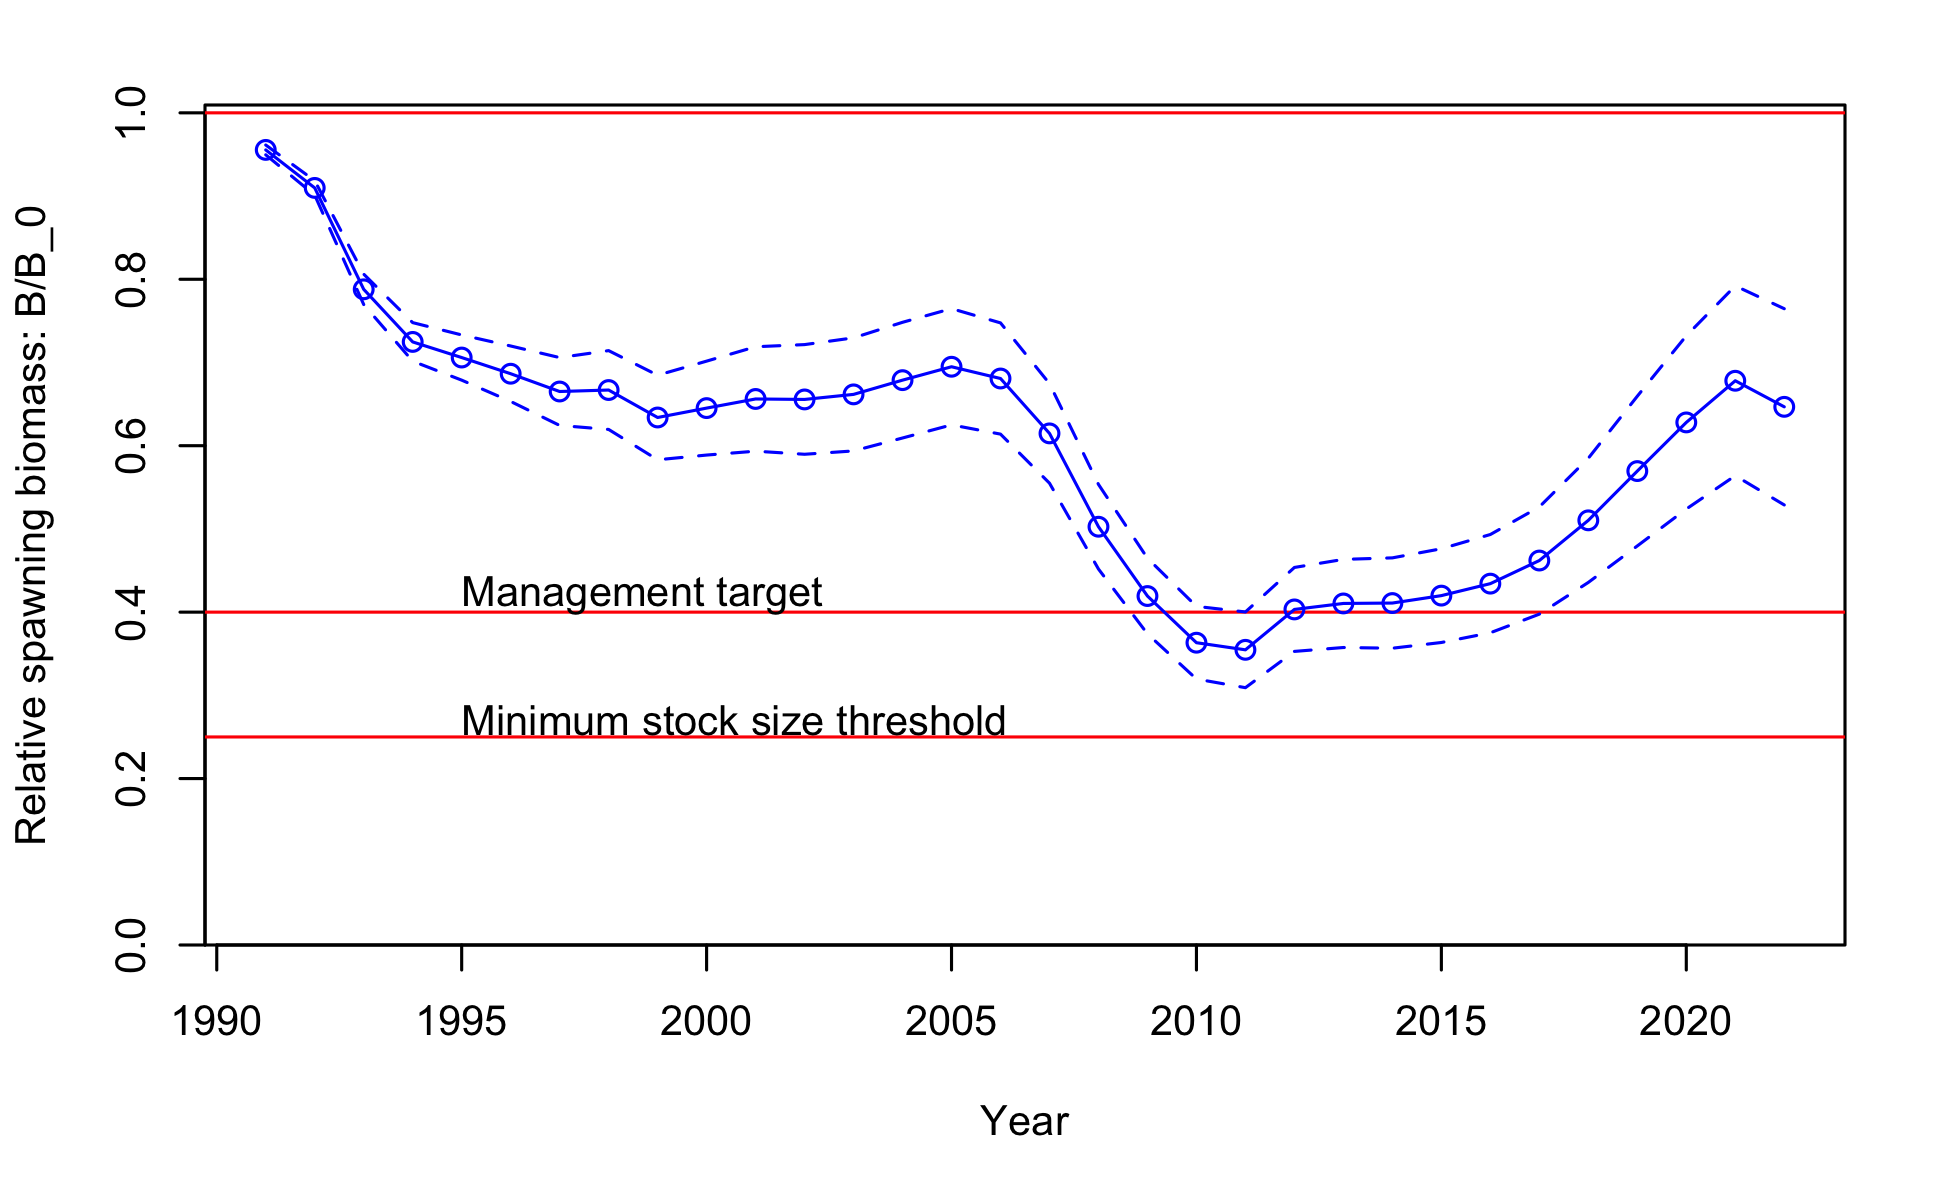 Relative spawning biomass: B/B_0
1.0
0.8
0.6
0.4
0.2
0.0
Management target
Minimum stock size threshold
1990 1995 2000 2005 2010 2015 2020
Year